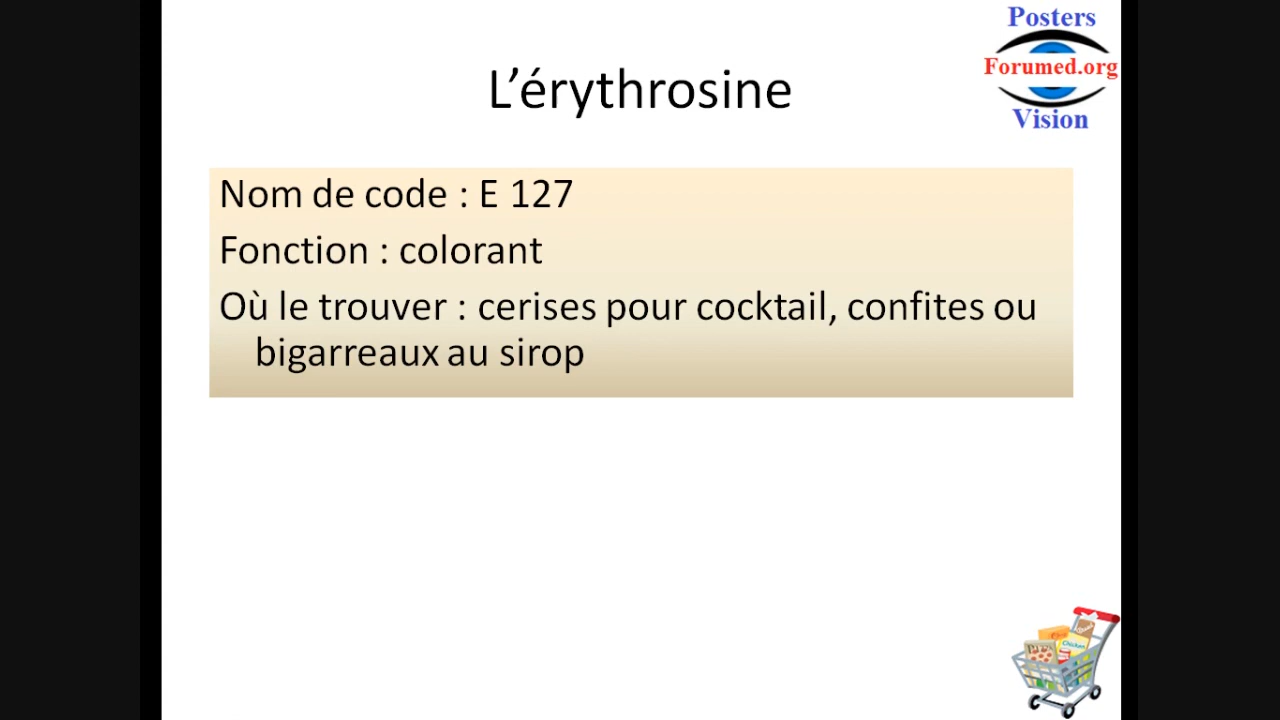 Posters
Forumed.org
Vision
L’érythrosine
Nom de code : E 127
Fonction : colorant
Où le trouver : cerises pour cocktail, confites ou
bigarreaux au sirop
Chicken